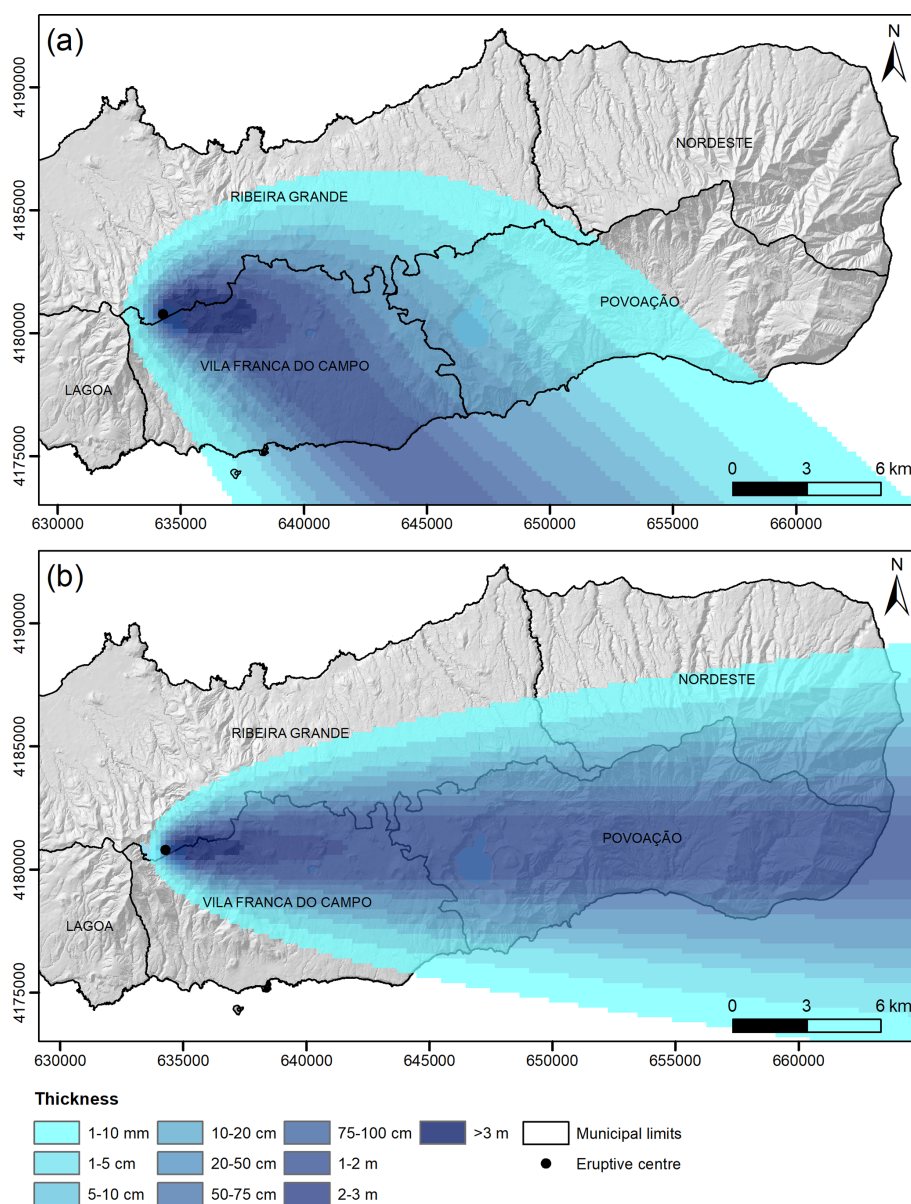 (a)
N
4190000
4185000
4180000
4175000
NORDESTE
RIBEIRA GRANDE
POVOAÇÃO
VILA FRANCA DO CAMPO
LAGOA
0 3 6 km
630000 635000 640000 645000 650000 655000 660000
(b)
N
4190000
4185000
4180000
4175000
NORDESTE
RIBEIRA GRANDE
POVOAÇÃO
VILA FRANCA DO CAMPO
LAGOA
0 3 6 km
630000 635000 640000 645000 650000 655000 660000
Thickness
1-10 mm 10-20 cm 75-100 cm >3 m Municipal limits
1-5 cm 20-50 cm 1-2 m Eruptive centre
5-10 cm 50-75 cm 2-3 m